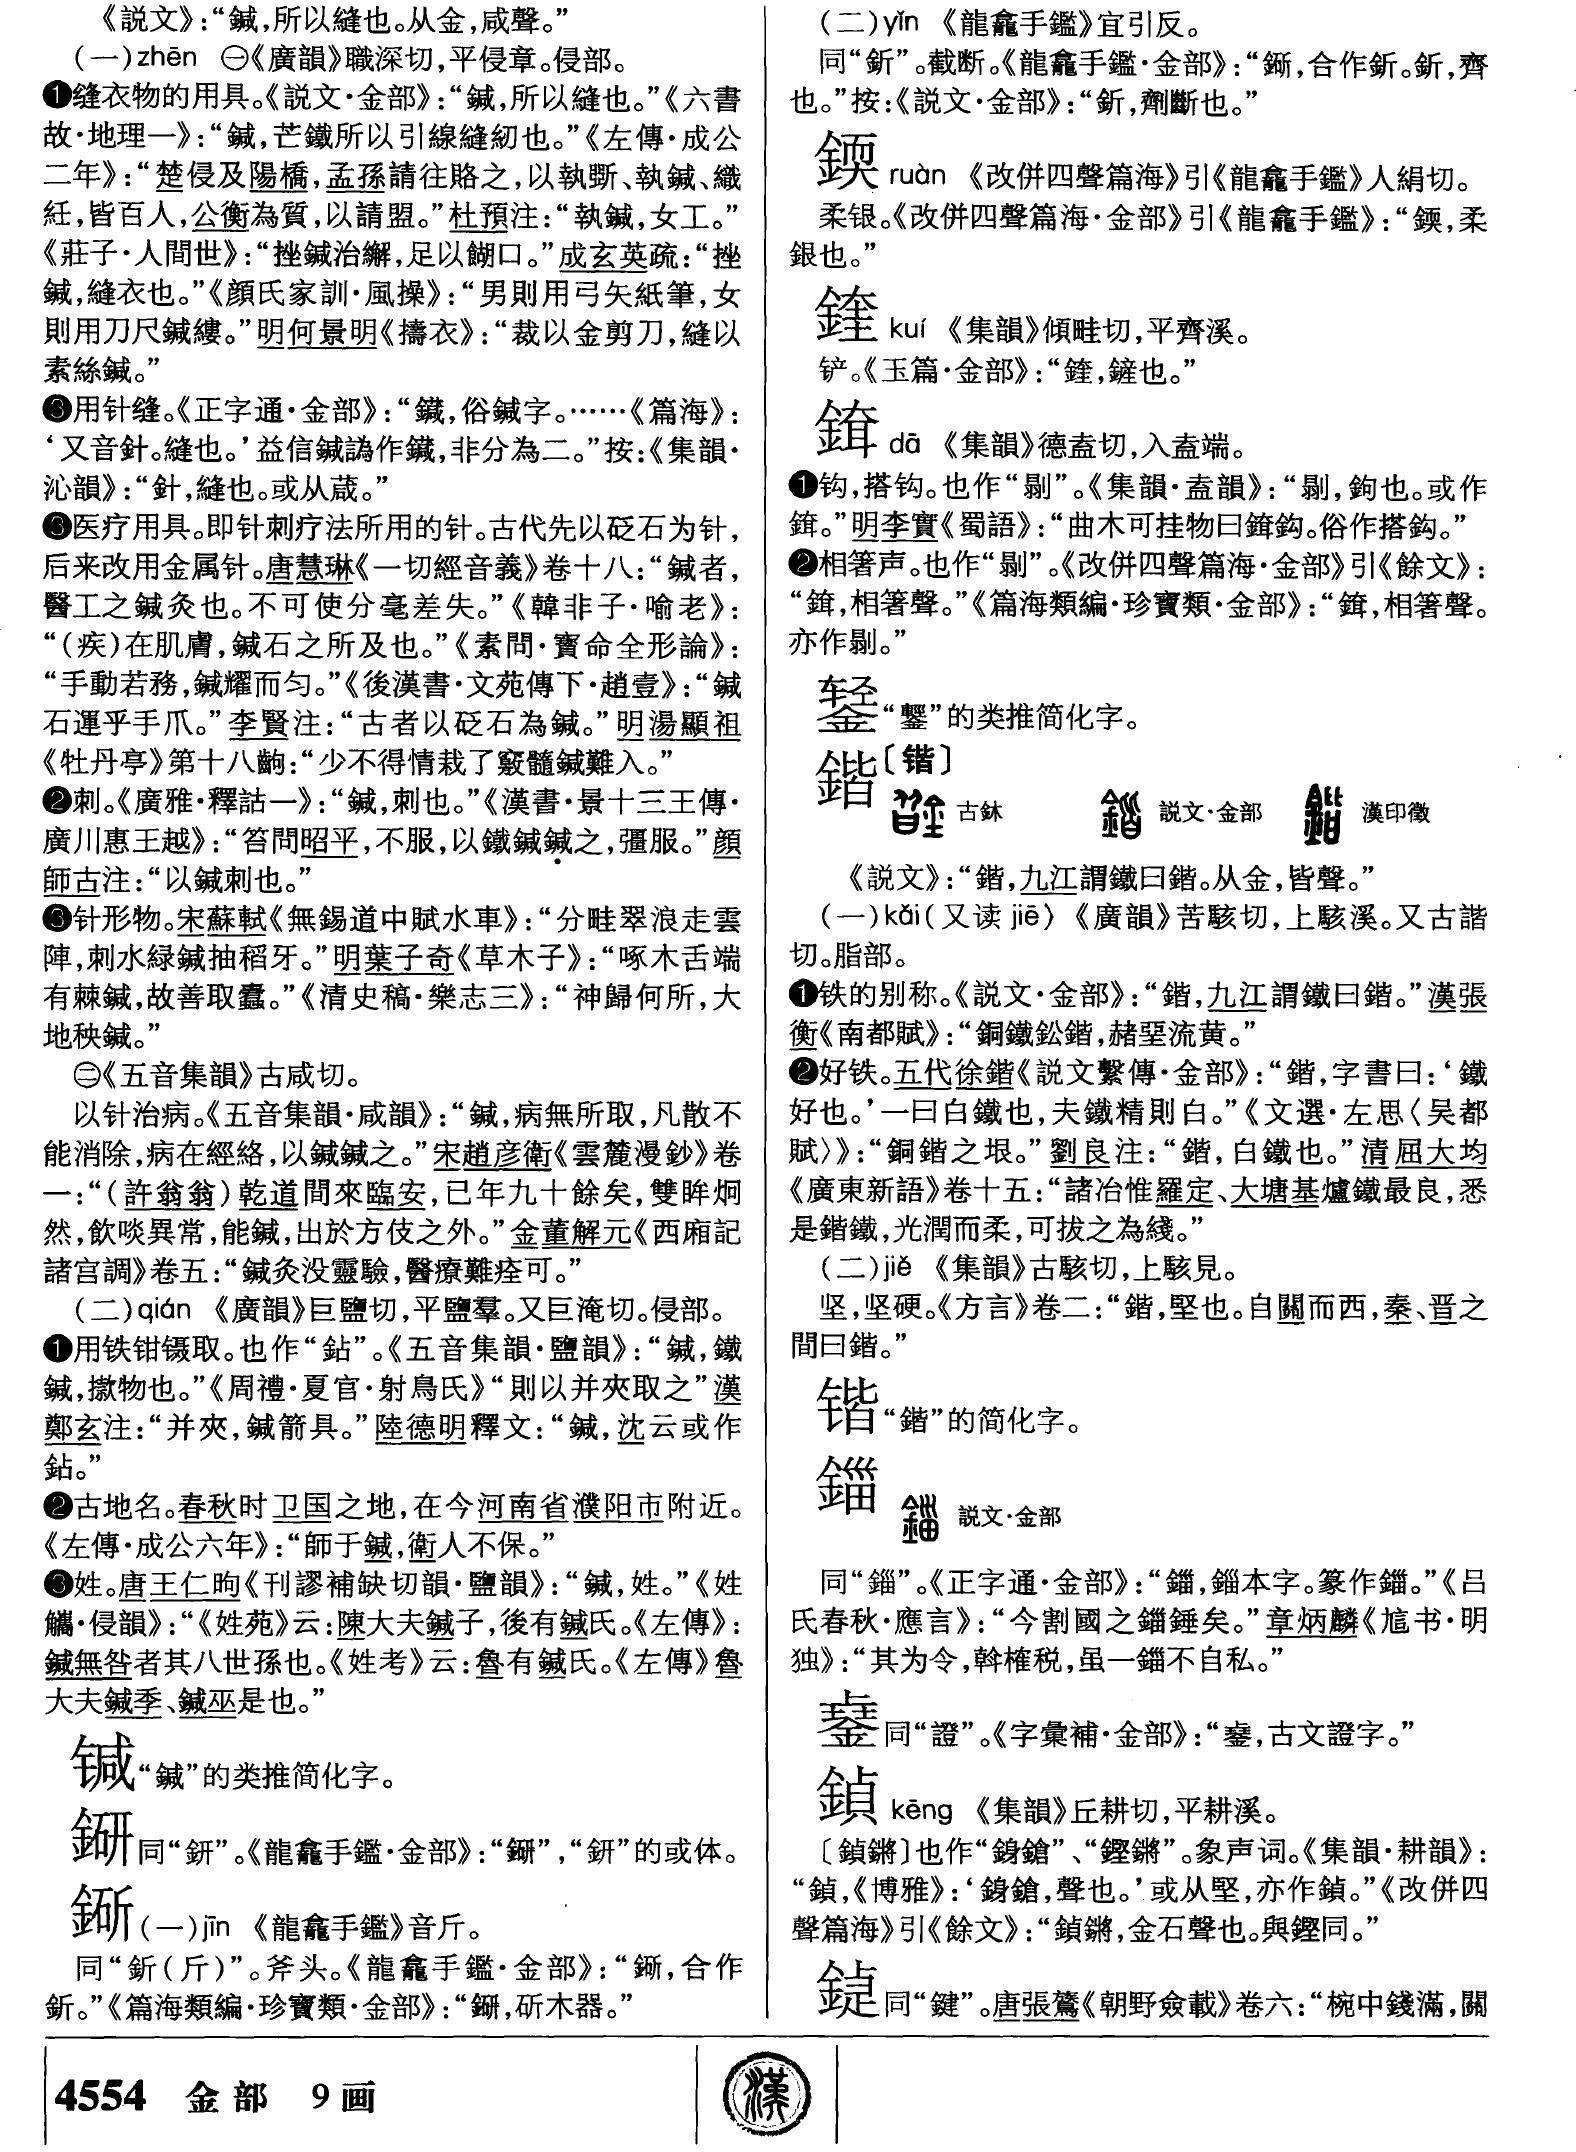 《説文》：“鍼，所以縫也。从金，咸聲。”
（一）zhēn ㊀《廣韻》職深切，平侵章。侵部。
❶缝衣物的用具。《説文·金部》：“鍼，所以縫也。”《六書
故·地理一》：“鍼，芒鐵所以引線縫紉也。”《左傳·成公
二年》：“楚侵及陽橋，孟孫請往賂之，以執斲、執鍼、織
紝，皆百人，公衡為質，以請盟。”杜預注：“執鍼，女工。”
《莊子·人間世》：“挫鍼治繲，足以餬口。”成玄英疏：“挫
鍼，縫衣也。”《顔氏家訓·風操》：“男則用弓矢紙筆，女
則用刀尺鍼縷。”明何景明《擣衣》：“裁以金剪刀，縫以
素絲鍼。”
❸用针缝。《正字通·金部》：“鐬，俗鍼字。……《篇海》：
‘又音針。縫也。’益信鍼譌作，非分為二。”按：《集韻·
沁韻》：“針，縫也。或从葴。”
❸医疗用具。即针刺疗法所用的针。古代先以砭石为针，
后来改用金属针。唐慧琳《一切經音義》卷十八：“鍼者，
醫工之鍼灸也。不可使分毫差失。”《韓非子·喻老》：
“（疾）在肌膚，鍼石之所及也。”《素問·寶命全形論》：
“手動若務，鍼耀而匀。”《後漢書·文苑傳下·趙壹》：“鍼
石運乎手爪。”李賢注：“古者以砭石為鍼。”明湯顯祖
《牡丹亭》第十八齣：“少不得情栽了竅髓鍼難入。”
❷刺。《廣雅·釋詁一》：“鍼，刺也。”《漢書·景十三王傳·
廣川惠王越》：“笞問昭平，不服，以鐵鍼鍼之，彊服。”顔
師古注：“以鍼刺也。”
❸针形物。宋蘇軾《無錫道中賦水車》：“分畦翠浪走雲
陣，刺水緑鍼抽稻牙。”明葉子奇《草木子》：“啄木舌端
有棘鍼，故善取蠹。”《清史稿·樂志三》：“神歸何所，大
地秧鍼。”
㊁《五音集韻》古咸切。
以针治病。《五音集韻·咸韻》：“鍼，病無所取，凡散不
能消除，病在經絡，以鍼鍼之。”宋趙彦衛《雲麓漫鈔》卷
一：“（許翁翁）乾道間來臨安，已年九十餘矣，雙眸炯
然，飲啖異常，能鍼，出於方伎之外。”金董解元《西廂記
諸宫調》卷五：“鍼灸没靈驗，醫療難痊可。”
（二）qián 《廣韻》巨鹽切，平鹽羣。又巨淹切。侵部。
❶用铁钳镊取。也作“鉆”。《五音集韻·鹽韻》：“鍼，鐵
鍼，撳物也。”《周禮·夏官·射鳥氏》“則以并夾取之”漢
鄭玄注：“并夾，鍼箭具。”陸德明釋文：“鍼，沈云或作
鉆。”
❷古地名。春秋时卫国之地，在今河南省濮阳市附近。
《左傳·成公六年》：“師于鍼，衛人不保。”
❸姓。唐王仁昫《刊謬補缺切韻·鹽韻》：“鍼，姓。”《姓
觿·侵韻》：“《姓苑》云：陳大夫鍼子，後有鍼氏。《左傳》：
鍼無咎者其八世孫也。《姓考》云：魯有鍼氏。《左傳》魯
大夫鍼季、鍼巫是也。”
𫔅“鍼”的类推简化字。
同“鈃”。《龍龕手鑑·金部》：“”，“鈃”的或体。
（一）jīn 《龍龕手鑑》音斤。
同“釿（斤）”。斧头。《龍龕手鑑·金部》：“，合作
釿。”《篇海類編·珍寶類·金部》：“，斫木器。”
（二）yǐn 《龍龕手鑑》宜引反。
同“釿”。截断。《龍龕手鑑·金部》：“，合作釿。釿，齊
也。”按：《説文·金部》：“釿，劑斷也。”
鍥 ruàn 《改併四聲篇海》引《龍龕手鑑》人絹切。
柔银。《改併四聲篇海·金部》引《龍龕手鑑》：“，柔
銀也。”
鍷 kuí 《集韻》傾畦切，平齊溪。
铲。《玉篇·金部》：“鍷，鏟也。”
鎝 dā 《集韻》德盍切，入盍端。
❶钩，搭钩。也作“剔”。《集韻·盍韻》：“，鉤也。或作
。”明李實《蜀語》：“曲木可挂物曰鈎。俗作搭鈎。”
❷相箸声。也作“”。《改併四聲篇海·金部》引《餘文》：
“，相箸聲。”《篇海類編·珍寶類·金部》：“，相箸聲。
亦作。”
“鑋”的类推简化字。
鍇〔锴〕
古鉢 説文·金部 漢印徵
《説文》：“鍇，九江謂鐵曰鍇。从金，皆聲。”
（一）kǎi（又读 jiē） 《廣韻》苦駭切，上駭溪。又古諧
切。脂部。
❶铁的别称。《説文·金部》：“鍇，九江謂鐵曰鍇。”漢張
衡《南都賦》：“銅鐵鈆鍇，赭堊流黄。”
❷好铁。五代徐鍇《説文繫傳·金部》：“鍇，字書曰：‘鐵
好也。’一曰白鐵也，夫鐵精則白。”《文選·左思〈吴都
賦〉》：“銅鍇之垠。”劉良注：“鍇，白鐵也。”清屈大均
《廣東新語》卷十五：“諸冶惟羅定、大塘基爐鐵最良，悉
是鍇鐵，光潤而柔，可拔之為綫。”
（二）jiě 《集韻》古駭切，上駭見。
坚，坚硬。《方言》卷二：“鍇，堅也。自關而西，秦、晋之
間曰鍇。”
锴“鍇”的简化字。
鍿 説文·金部
同“錙”。《正字通·金部》：“鍿，錙本字。篆作鍿。”《吕
氏春秋·應言》：“今割國之錙錘矣。”章炳麟《訄书·明
独》：“其为令，斡榷税，虽一鍿不自私。”
同“證”。《字彙補·金部》：“，古文證字。”
鍞 kēng 《集韻》丘耕切，平耕溪。
〔鏘〕也作“鎗”、“鏗鏘”。象声词。《集韻·耕韻》：
“，《博雅》：‘鎗，聲也。’或从堅，亦作。”《改併四
聲篇海》引《餘文》：“鏘，金石聲也。與鏗同。”
同“鍵”。唐張鷟《朝野僉載》卷六：“椀中錢滿，關
4554 金部 9画
漢